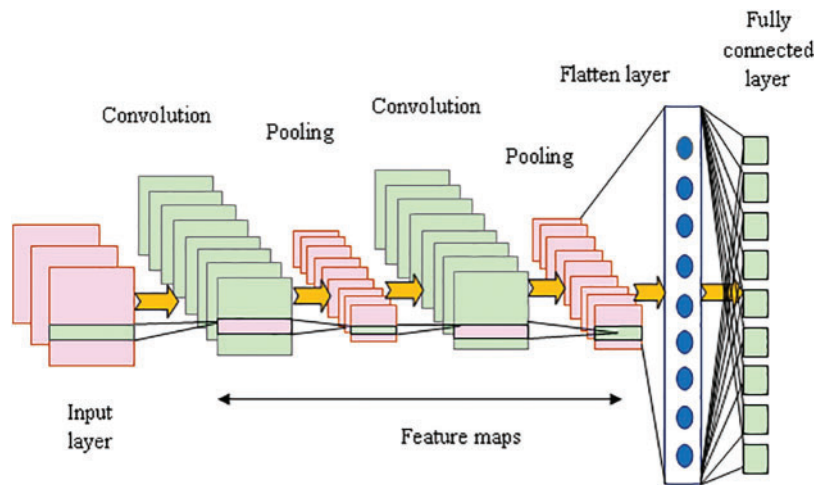 Fully
connected
layer
Flatten layer
Convolution
Convolution
Pooling
Pooling
Input
layer
Feature maps